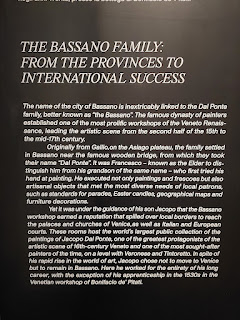 THE BASSANO FAMILY:
FROM THE PROVINCES TO
INTERNATIONAL SUCCESS
The name of the city of Bassano is inextricably linked to the Dal Ponte
family, better known as “the Bassano”. The famous dynasty of painters
established one of the most prolific workshops of the Veneto Renais-
sance, leading the artistic scene from the second half of the 15th to
the mid-17th century.
Originally from Gallio, on the Asiago plateau, the family settled
in Bassano near the famous wooden bridge, from which they took
their name “Dal Ponte”. It was Francesco – known as the Elder to dis-
tinguish him from his grandson of the same name – who first tried his
hand at painting. He executed not only paintings and frescoes but also
artisanal objects that met the most diverse needs of local patrons,
such as standards for parades, Easter candles, geographical maps and
furniture decorations.
Yet it was under the guidance of his son Jacopo that the Bassano
workshop earned a reputation that spilled over local borders to reach
the palaces and churches of Venice, as well as Italian and European
courts. These rooms host the world's largest public collection of the
paintings of Jacopo Dal Ponte, one of the greatest protagonists of the
artistic scene of 16th-century Veneto and one of the most sought-after
painters of the time, on a level with Veronese and Tintoretto. In spite of
his rapid rise in the world of art, Jacopo chose not to move to Venice
but to remain in Bassano. Here he worked for the entirety of his long
career, with the exception of his apprenticeship in the 1530s in the
Venetian workshop of Bonifacio de' Pitati.